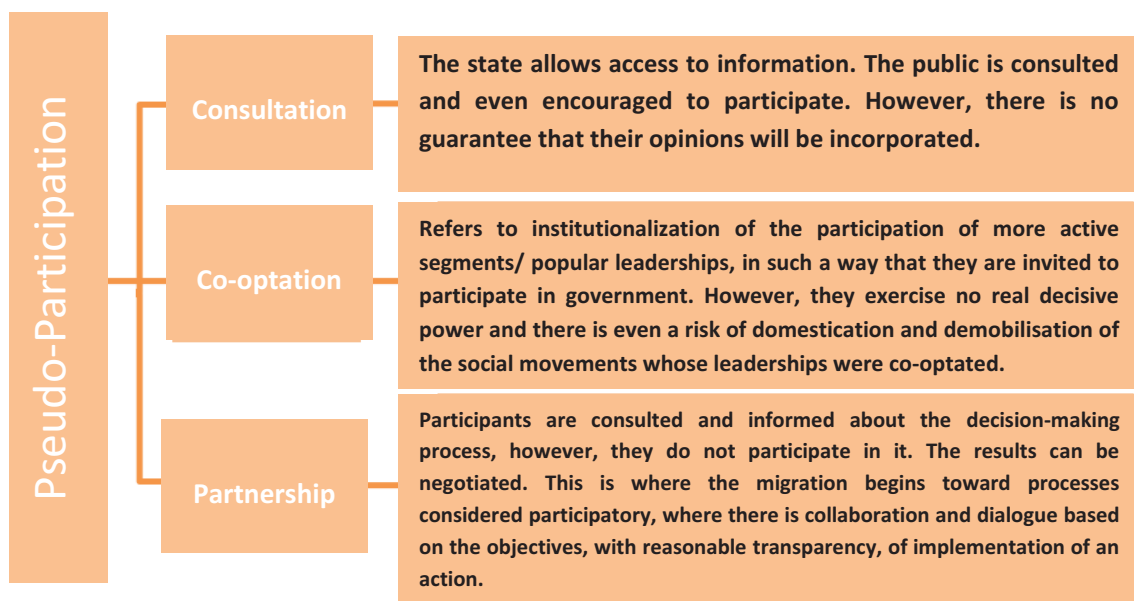 Pseudo-Participation
Consultation
The state allows access to information. The public is consulted
and even encouraged to participate. However, there is no
guarantee that their opinions will be incorporated.
Co-optation
Refers to institutionalization of the participation of more active
segments/ popular leaderships, in such a way that they are invited to
participate in government. However, they exercise no real decisive
power and there is even a risk of domestication and demobilisation of
the social movements whose leaderships were co-optated.
Partnership
Participants are consulted and informed about the decision-making
process, however, they do not participate in it. The results can be
negotiated. This is where the migration begins toward processes
considered participatory, where there is collaboration and dialogue based
on the objectives, with reasonable transparency, of implementation of an
action.